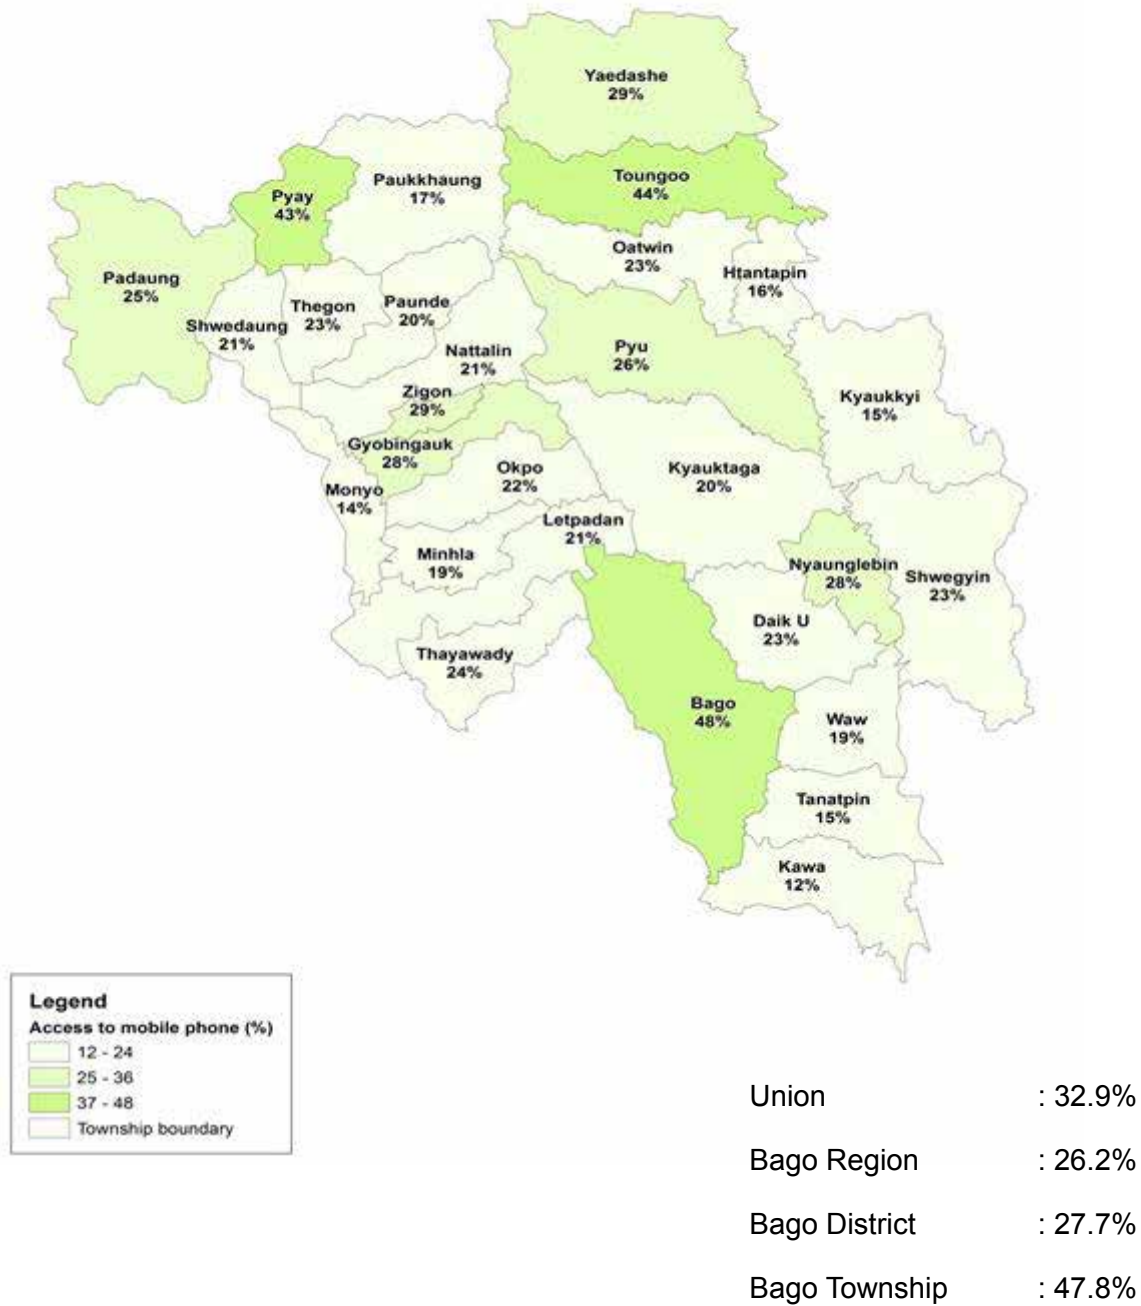 Yaedashe
29%
Toungoo
44%
Paukkhaung
17%
Pyay
43%
Oatwin
23%
Htantapin
16%
Padaung
25%
Thegon
23%
Paunde
20%
Shwedaung
21%
Nattalin
21%
Pyu
26%
Kyaukkyi
15%
Zigon
29%
Gyobingauk
28%
Okpo
22%
Kyauktaga
20%
Monyo
14%
Letpadan
21%
Minhla
19%
Nyaunglebin
28%
Shwegyin
23%
Daik U
23%
Thayawady
24%
Bago
48%
Waw
19%
Tanatpin
15%
Kawa
12%
Legend
Access to mobile phone (%)
12 - 24
25 - 36
37 - 48
Township boundary
Union : 32.9%
Bago Region : 26.2%
Bago District : 27.7%
Bago Township : 47.8%